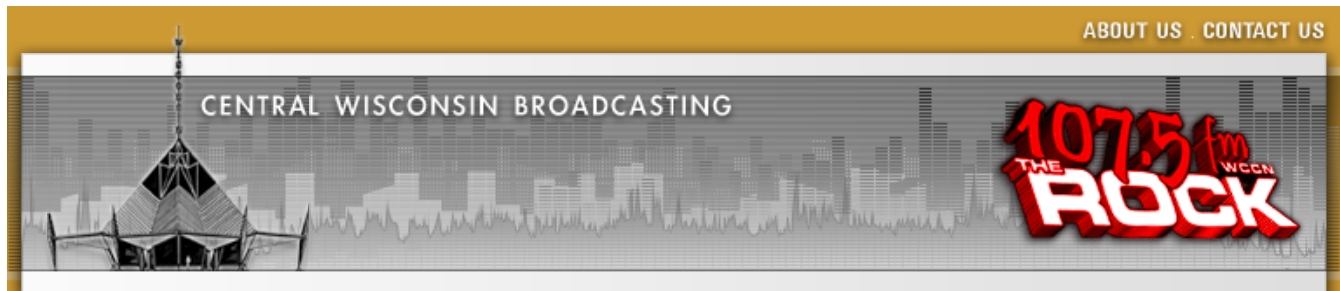 ABOUT US . CONTACT US
CENTRAL WISCONSIN BROADCASTING
107.5 fm
THE WCCN
ROCK